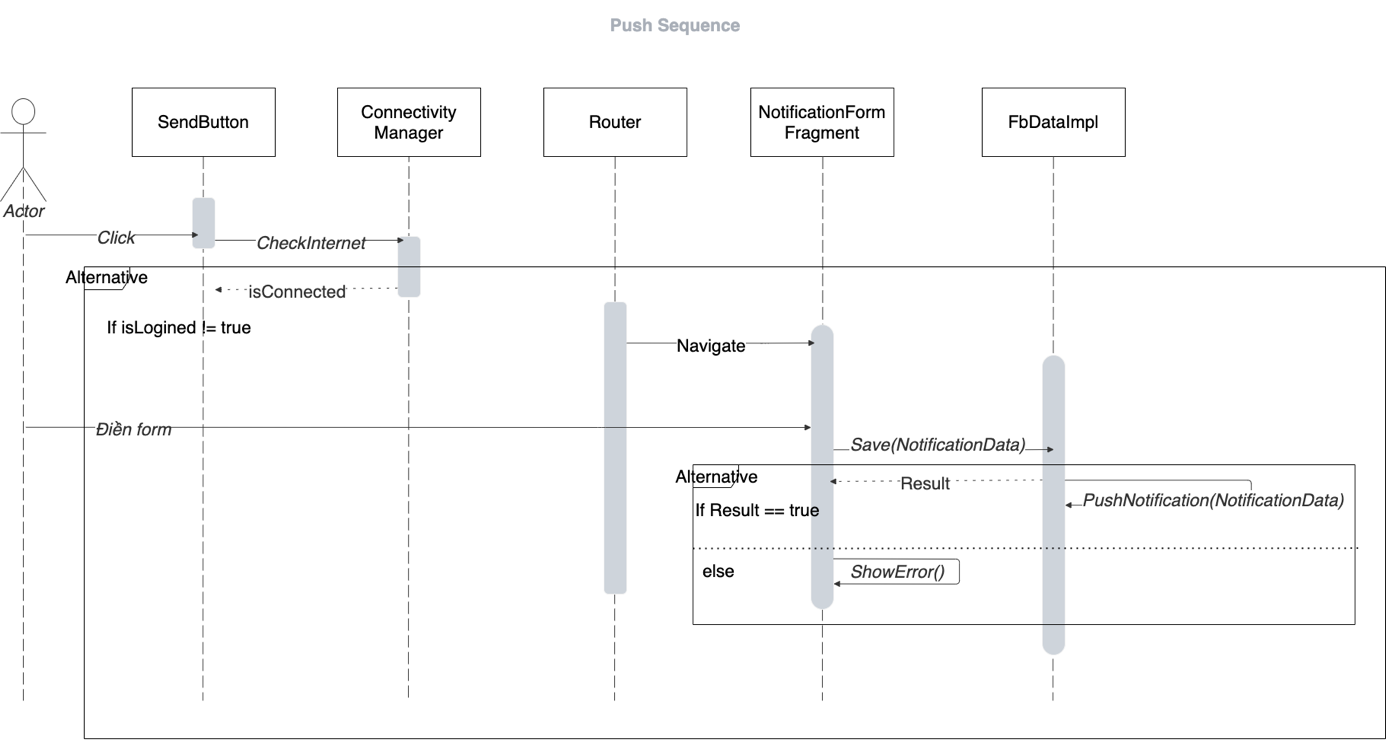 Push Sequence
SendButton
Connectivity
Manager
Router
NotificationForm
Fragment
FbDataImpl
Actor
Click
CheckInternet
Alternative
isConnected
If isLogined != true
Navigate
Điền form
Save(NotificationData)
Alternative
Result
PushNotification(NotificationData)
If Result == true
else
ShowError()